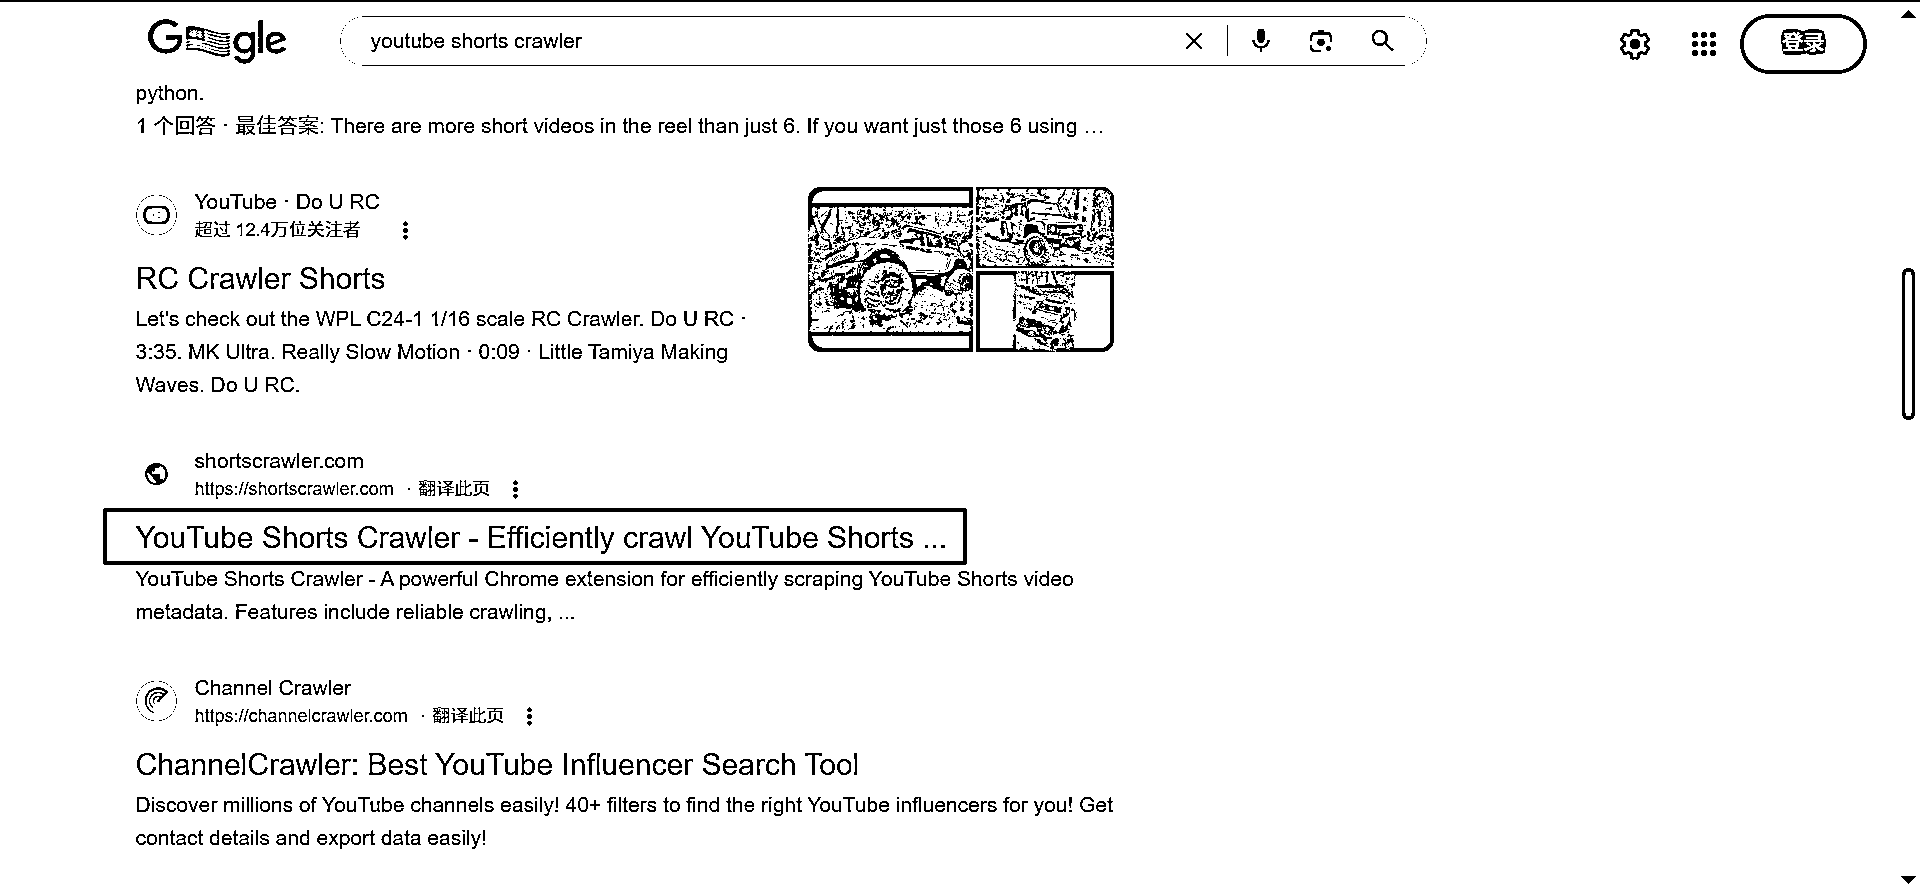 Google
youtube shorts crawler
登录
python.
1 个回答 · 最佳答案: There are more short videos in the reel than just 6. If you want just those 6 using …
YouTube · Do U RC
超过 12.4万位关注者
RC Crawler Shorts
Let's check out the WPL C24-1 1/16 scale RC Crawler. Do U RC ·
3:35. MK Ultra. Really Slow Motion · 0:09 · Little Tamiya Making
Waves. Do U RC.
shortscrawler.com
https://shortscrawler.com · 翻译此页
YouTube Shorts Crawler - Efficiently crawl YouTube Shorts ...
YouTube Shorts Crawler - A powerful Chrome extension for efficiently scraping YouTube Shorts video
metadata. Features include reliable crawling, ...
Channel Crawler
https://channelcrawler.com · 翻译此页
ChannelCrawler: Best YouTube Influencer Search Tool
Discover millions of YouTube channels easily! 40+ filters to find the right YouTube influencers for you! Get
contact details and export data easily!